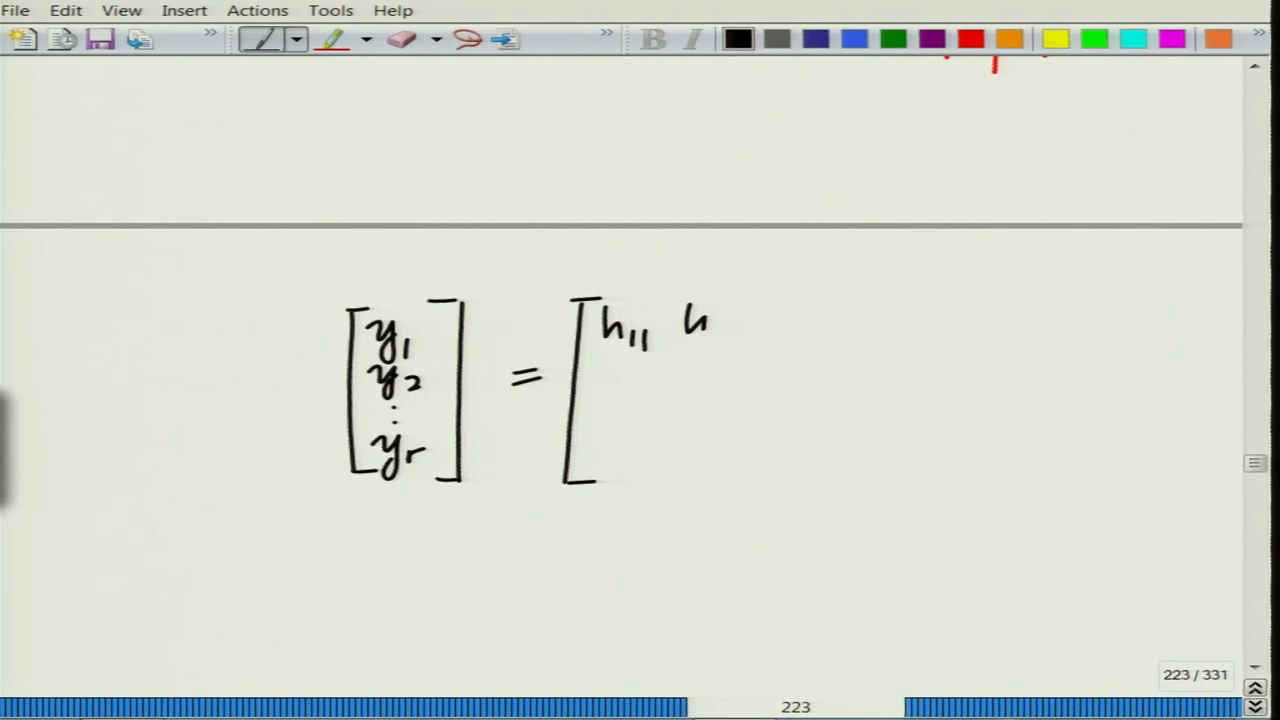 File Edit View Insert Actions Tools Help
B I
y1
y2
⋮
yr
= h11 h
223 / 331
223